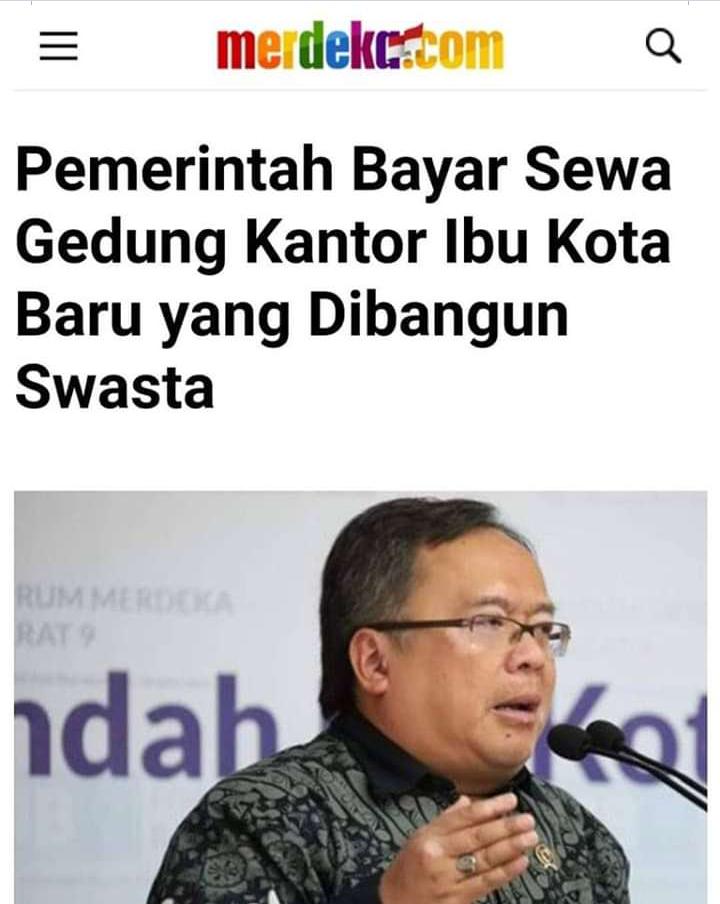 merdeka.com
Pemerintah Bayar Sewa
Gedung Kantor Ibu Kota
Baru yang Dibangun
Swasta
RUM MERDEKA
RAT 9
ndah Kot